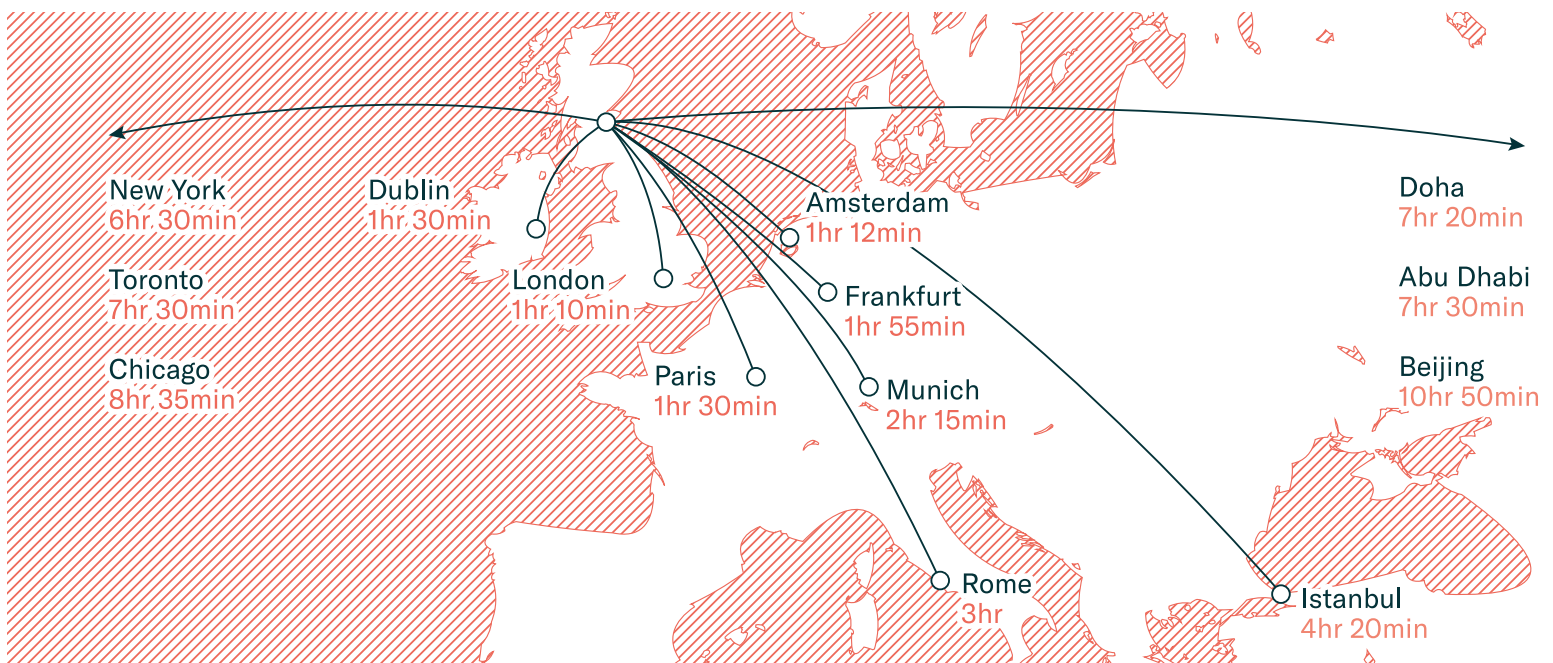 New York
6hr 30min
Toronto
7hr 30min
Chicago
8hr 35min
Dublin
1hr 30min
London
1hr 10min
Paris
1hr 30min
Amsterdam
1hr 12min
Frankfurt
1hr 55min
Munich
2hr 15min
Rome
3hr
Istanbul
4hr 20min
Doha
7hr 20min
Abu Dhabi
7hr 30min
Beijing
10hr 50min